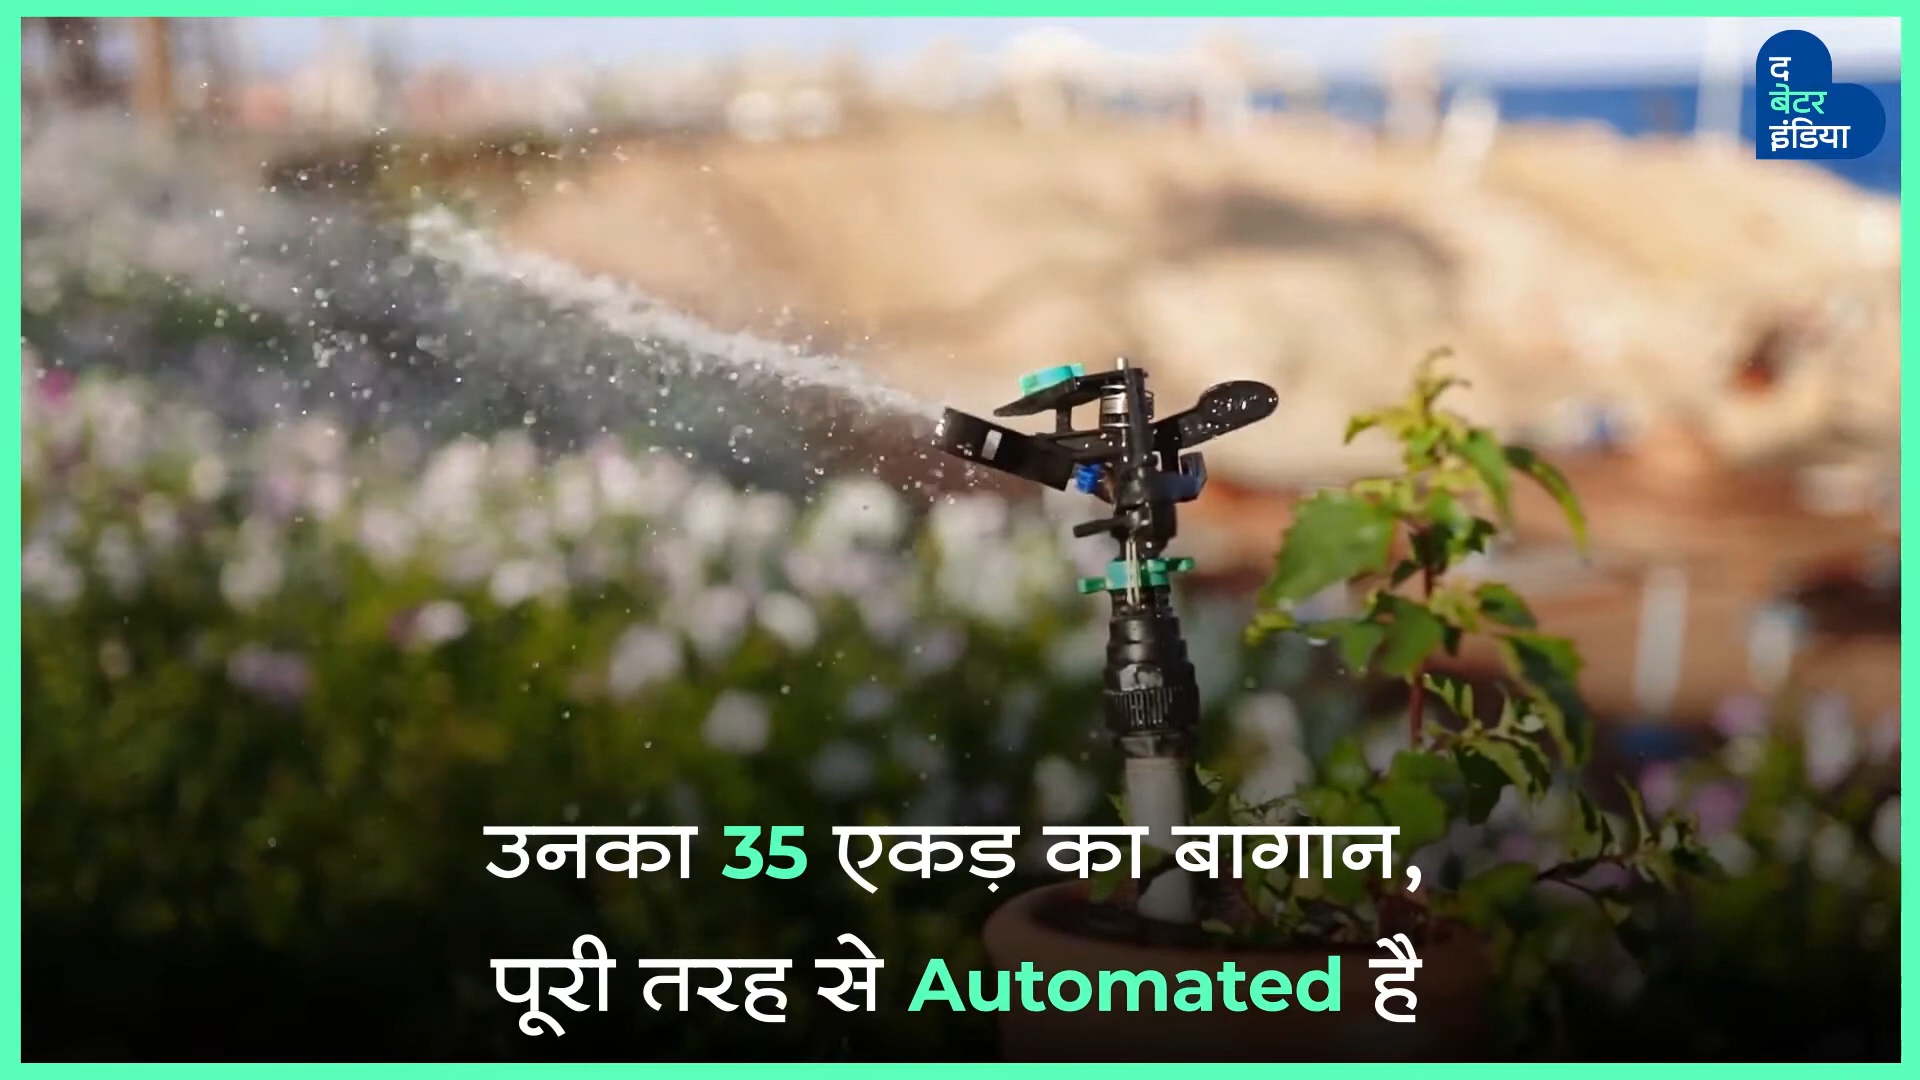 द
बेटर
इंडिया
उनका 35 एकड़ का बागान,
पूरी तरह से Automated है